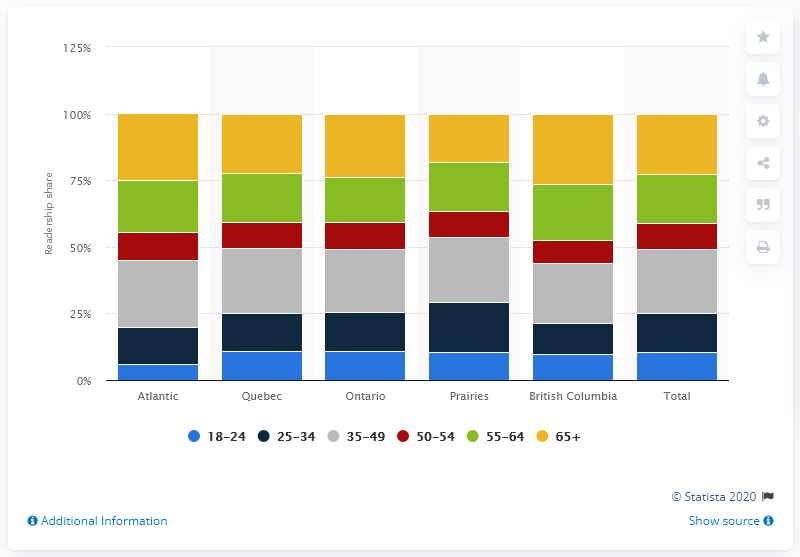 125%
100%
75%
50%
25%
0%
Readership share
Atlantic Quebec Ontario Prairies British Columbia Total
18-24 25-34 35-49 50-54 55-64 65+
© Statista 2020
Additional Information Show source